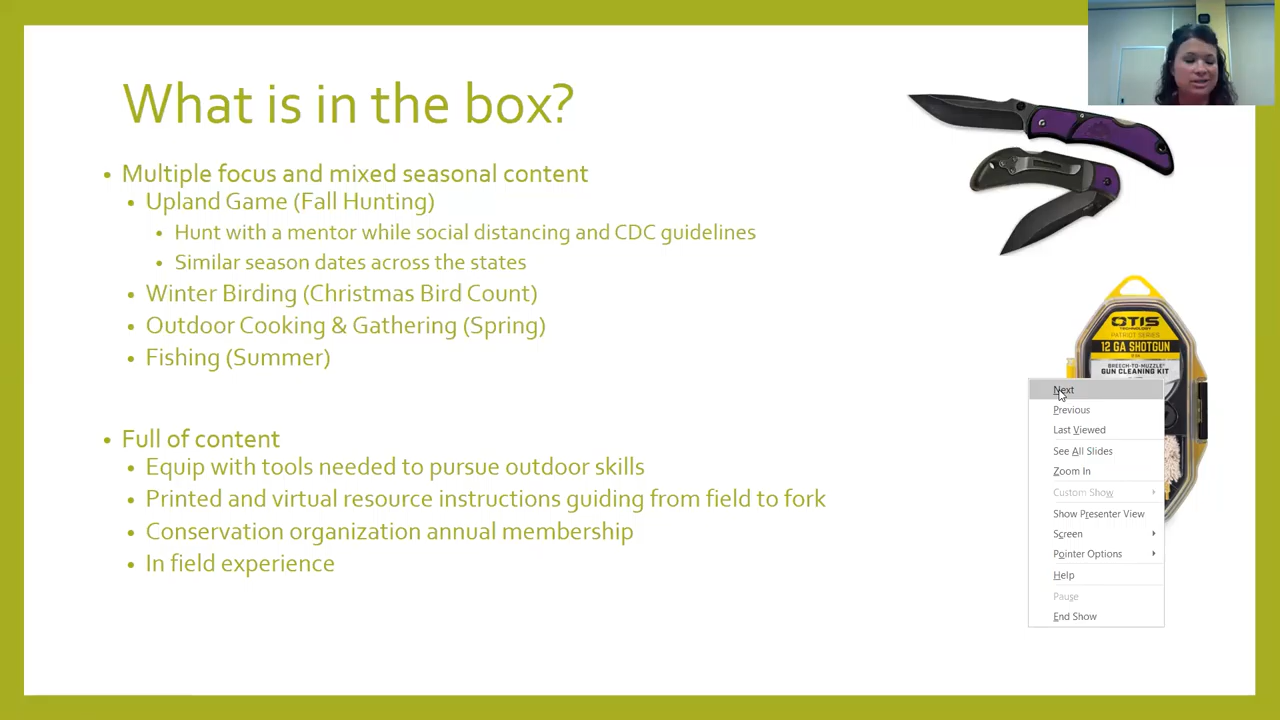 What is in the box?
• Multiple focus and mixed seasonal content
• Upland Game (Fall Hunting)
• Hunt with a mentor while social distancing and CDC guidelines
• Similar season dates across the states
• Winter Birding (Christmas Bird Count)
• Outdoor Cooking & Gathering (Spring)
• Fishing (Summer)
• Full of content
• Equip with tools needed to pursue outdoor skills
• Printed and virtual resource instructions guiding from field to fork
• Conservation organization annual membership
• In field experience
OTIS
TECHNOLOGY
PATRIOT SERIES
12 GA SHOTGUN
BREECH-TO-MUZZLE
GUN CLEANING KIT
Next
Previous
Last Viewed
See All Slides
Zoom In
Custom Show
Show Presenter View
Screen
Pointer Options
Help
Pause
End Show